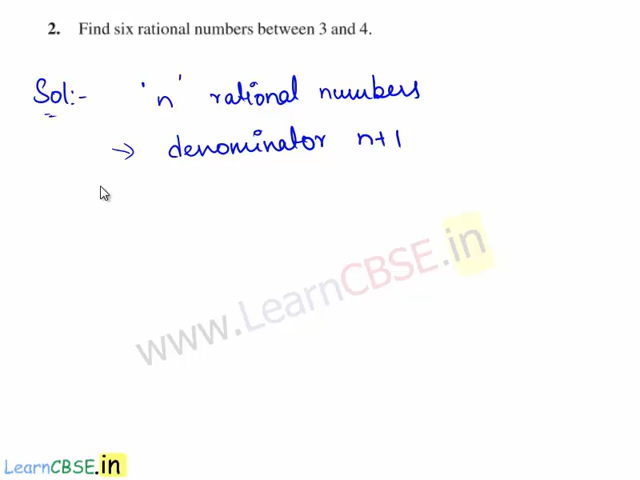 2. Find six rational numbers between 3 and 4.
Sol:- 'n' rational numbers
→ denominator n+1
www.LearnCBSE.in
LearnCBSE.in